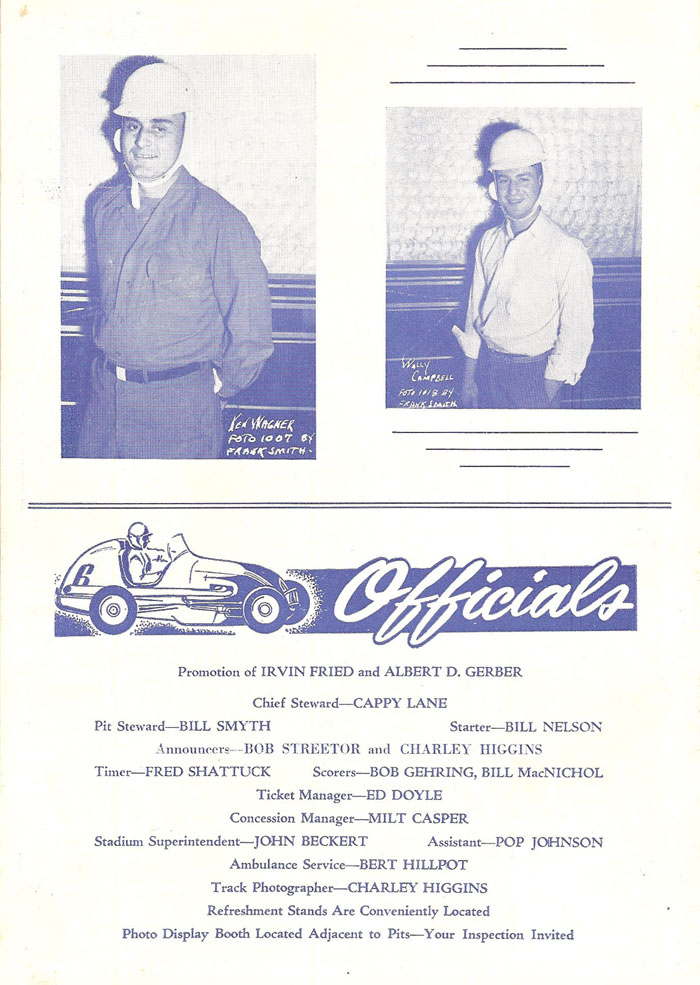 KEN WAGNER
FOTO 1007 BY
FRANK SMITH-
WALLY
CAMPBELL
FOTO 1018 BY
FRANK SMITH
6
Officials
Promotion of IRVIN FRIED and ALBERT D. GERBER
Chief Steward—CAPPY LANE
Pit Steward—BILL SMYTH Starter—BILL NELSON
Announcers—BOB STREETOR and CHARLEY HIGGINS
Timer—FRED SHATTUCK Scorers—BOB GEHRING, BILL MacNICHOL
Ticket Manager—ED DOYLE
Concession Manager—MILT CASPER
Stadium Superintendent—JOHN BECKERT Assistant—POP JOHNSON
Ambulance Service—BERT HILLPOT
Track Photographer—CHARLEY HIGGINS
Refreshment Stands Are Conveniently Located
Photo Display Booth Located Adjacent to Pits—Your Inspection Invited